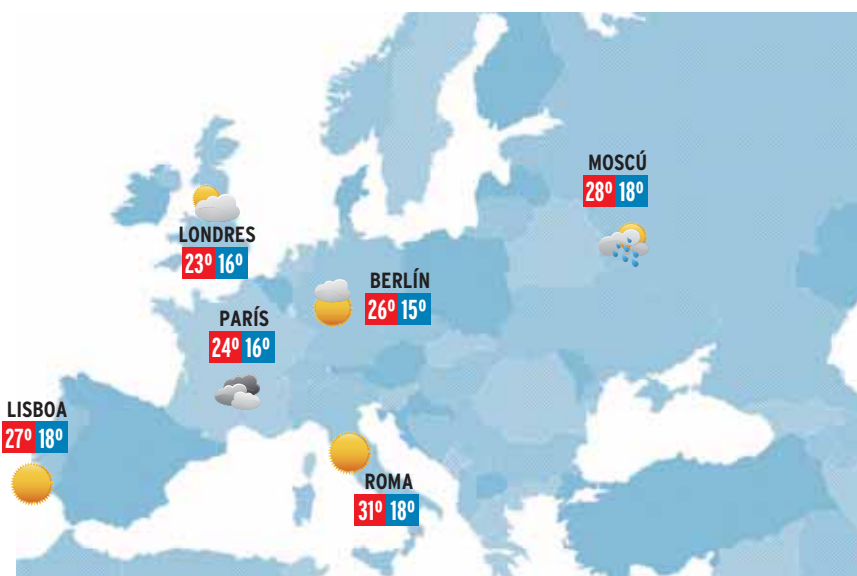 MOSCÚ
28º 18º
LONDRES
23º 16º
BERLÍN
26º 15º
PARÍS
24º 16º
LISBOA
27º 18º
ROMA
31º 18º